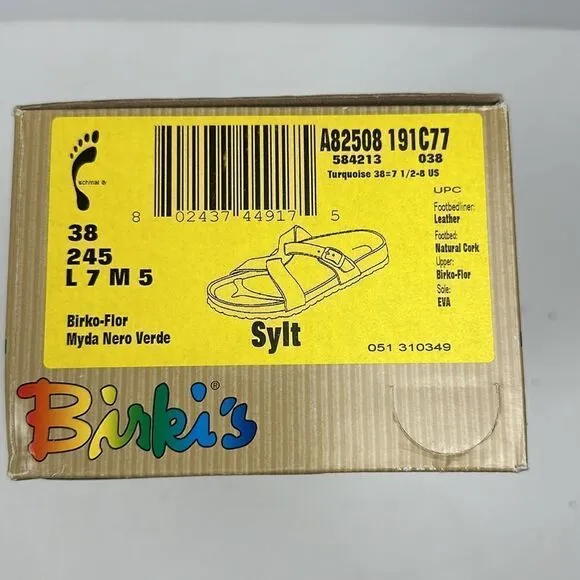 A82508 191C77
584213 038
Turquoise 38=7 1/2-8 US
schmal
8 02437 44917 5
UPC
Footbedliner:
Leather
Footbed:
Natural Cork
Upper:
Birko-Flor
Sole:
EVA
38
245
L 7 M 5
Birko-Flor
Myda Nero Verde
Sylt
051 310349
Birki's®